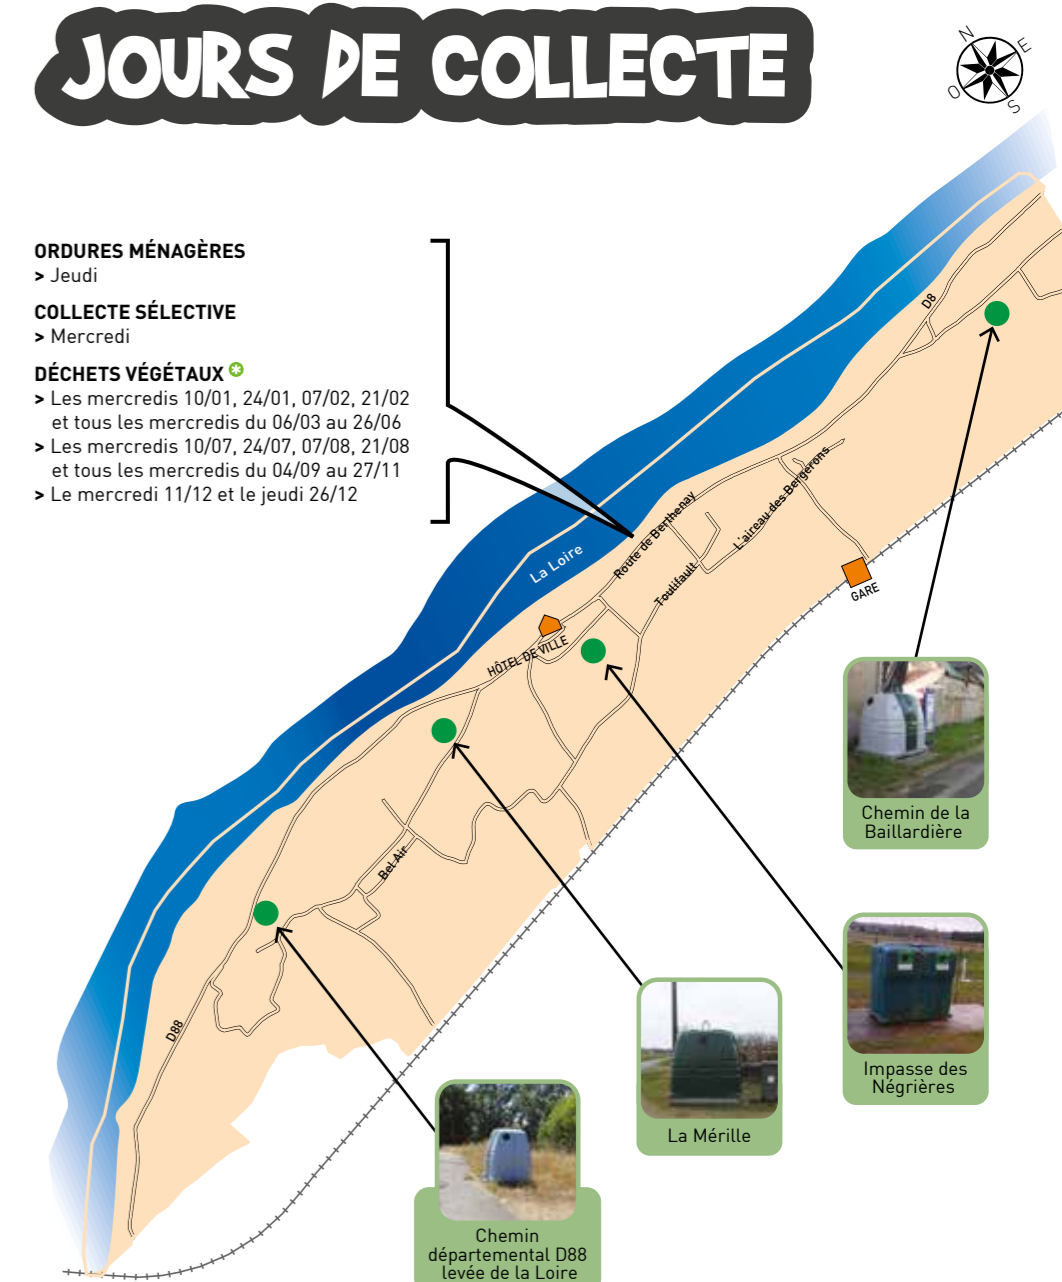 JOURS DE COLLECTE
N
E
O
S
ORDURES MÉNAGÈRES
> Jeudi
COLLECTE SÉLECTIVE
> Mercredi
DÉCHETS VÉGÉTAUX
> Les mercredis 10/01, 24/01, 07/02, 21/02
et tous les mercredis du 06/03 au 26/06
> Les mercredis 10/07, 24/07, 07/08, 21/08
et tous les mercredis du 04/09 au 27/11
> Le mercredi 11/12 et le jeudi 26/12
D8
L'aireau des Bergerons
Route de Berthenay
La Loire
Toulifault
GARE
HÔTEL DE VILLE
Bel Air
D88
Chemin de la
Baillardière
Impasse des
Négrières
La Mérille
Chemin
départemental D88
levée de la Loire